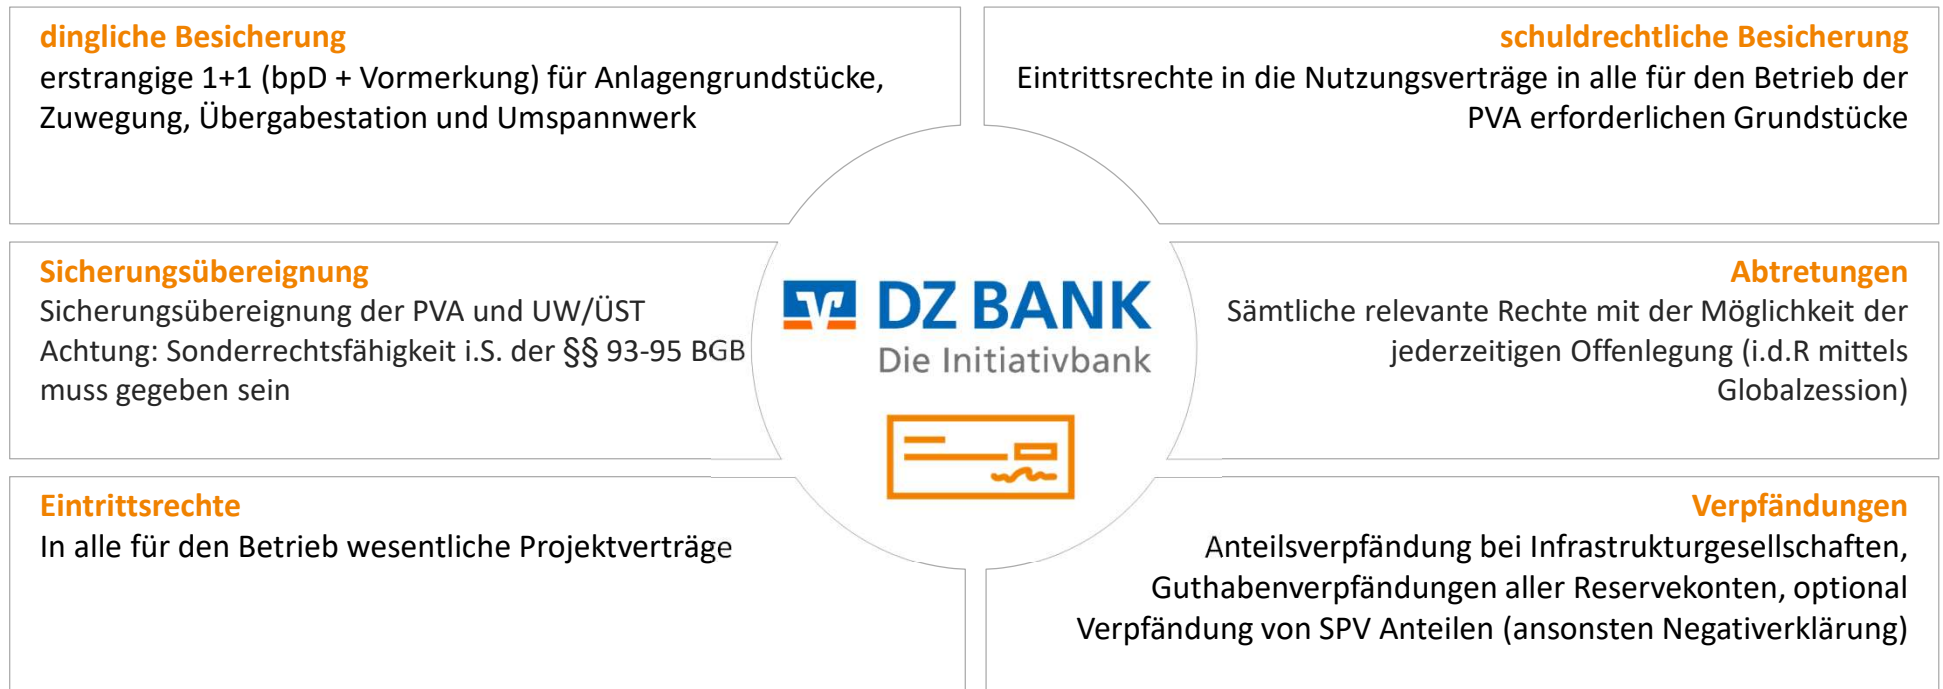 dingliche Besicherung
erstrangige 1+1 (bpD + Vormerkung) für Anlagengrundstücke,
Zuwegung, Übergabestation und Umspannwerk
schuldrechtliche Besicherung
Eintrittsrechte in die Nutzungsverträge in alle für den Betrieb der
PVA erforderlichen Grundstücke
Sicherungsübereignung
Sicherungsübereignung der PVA und UW/ÜST
Achtung: Sonderrechtsfähigkeit i.S. der §§ 93-95 BGB
muss gegeben sein
DZ BANK
Die Initiativbank
Abtretungen
Sämtliche relevante Rechte mit der Möglichkeit der
jederzeitigen Offenlegung (i.d.R mittels
Globalzession)
Eintrittsrechte
In alle für den Betrieb wesentliche Projektverträge
Verpfändungen
Anteilsverpfändung bei Infrastrukturgesellschaften,
Guthabenverpfändungen aller Reservekonten, optional
Verpfändung von SPV Anteilen (ansonsten Negativerklärung)